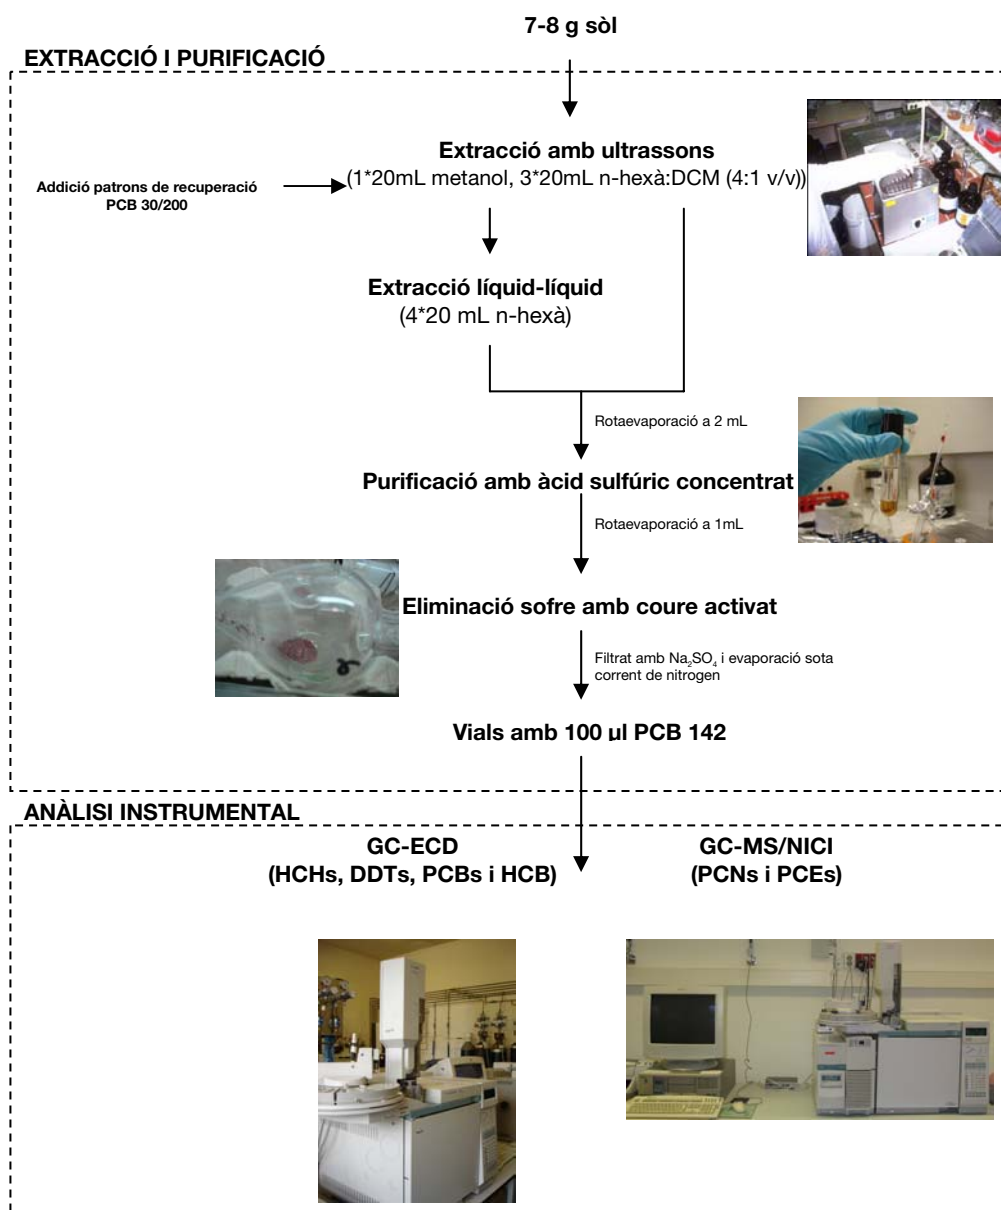 7-8 g sòl
EXTRACCIÓ I PURIFICACIÓ
Extracció amb ultrassons
(1*20mL metanol, 3*20mL n-hexà:DCM (4:1 v/v))
Addició patrons de recuperació
PCB 30/200
Extracció líquid-líquid
(4*20 mL n-hexà)
Rotaevaporació a 2 mL
Purificació amb àcid sulfúric concentrat
Rotaevaporació a 1mL
Eliminació sofre amb coure activat
Filtrat amb Na₂SO₄ i evaporació sota
corrent de nitrogen
Vials amb 100 µl PCB 142
ANÀLISI INSTRUMENTAL
GC-ECD
(HCHs, DDTs, PCBs i HCB)
GC-MS/NICI
(PCNs i PCEs)